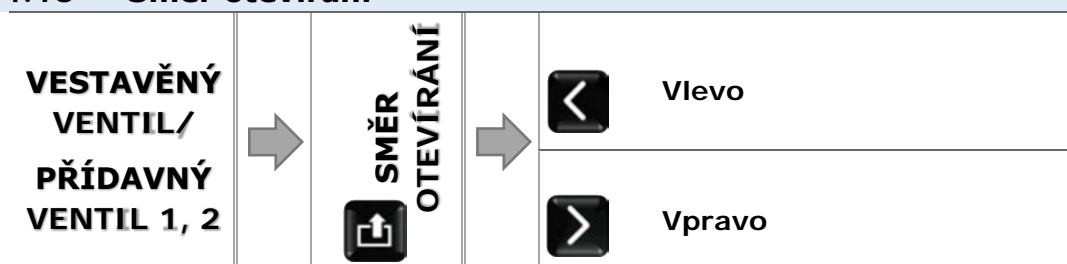 VESTAVĚNÝ
VENTIL/
PŘÍDAVNÝ
VENTIL 1, 2
SMĚR
OTEVÍRÁNÍ
Vlevo
Vpravo